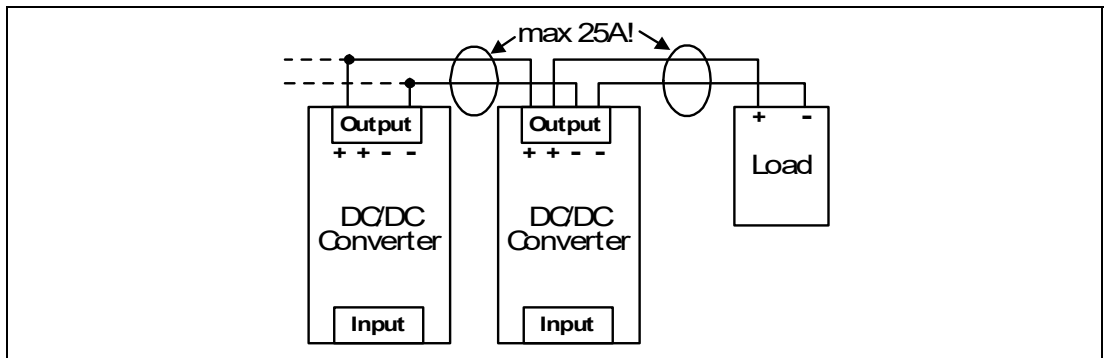 max 25A!
Output
+ + - -
DC/DC
Converter
Input
Output
+ + - -
DC/DC
Converter
Input
+ -
Load